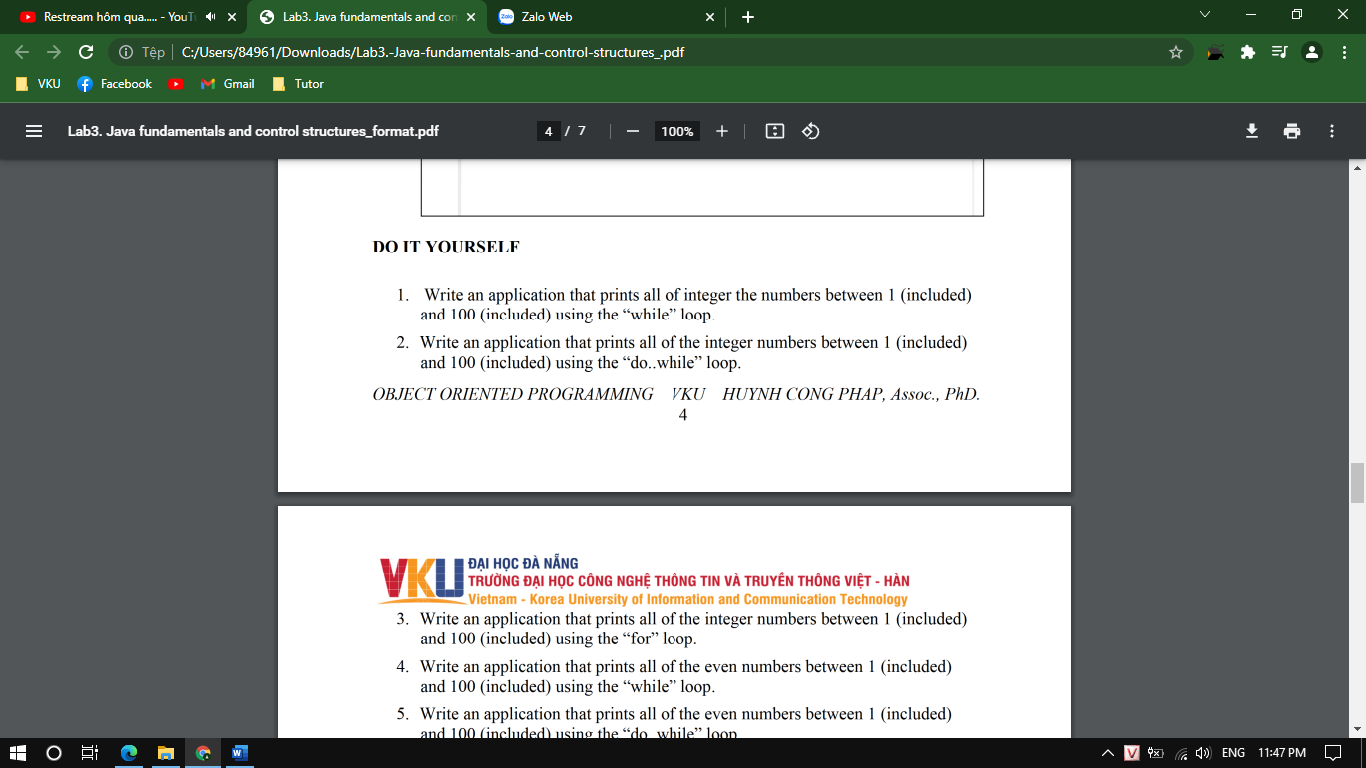 Restream hôm qua..... - YouTu
Lab3. Java fundamentals and con
Zalo
Zalo Web
Tệp
C:/Users/84961/Downloads/Lab3.-Java-fundamentals-and-control-structures_.pdf
VKU
Facebook
Gmail
Tutor
Lab3. Java fundamentals and control structures_format.pdf
4 / 7
100%
DO IT YOURSELF
1. Write an application that prints all of integer the numbers between 1 (included)
and 100 (included) using the “while” loop.
2. Write an application that prints all of the integer numbers between 1 (included)
and 100 (included) using the “do..while” loop.
OBJECT ORIENTED PROGRAMMING VKU HUYNH CONG PHAP, Assoc., PhD.
4
VKU
ĐẠI HỌC ĐÀ NẴNG
TRƯỜNG ĐẠI HỌC CÔNG NGHỆ THÔNG TIN VÀ TRUYỀN THÔNG VIỆT - HÀN
Vietnam - Korea University of Information and Communication Technology
3. Write an application that prints all of the integer numbers between 1 (included)
and 100 (included) using the “for” loop.
4. Write an application that prints all of the even numbers between 1 (included)
and 100 (included) using the “while” loop.
5. Write an application that prints all of the even numbers between 1 (included)
and 100 (included) using the “do..while” loop.
ENG
11:47 PM